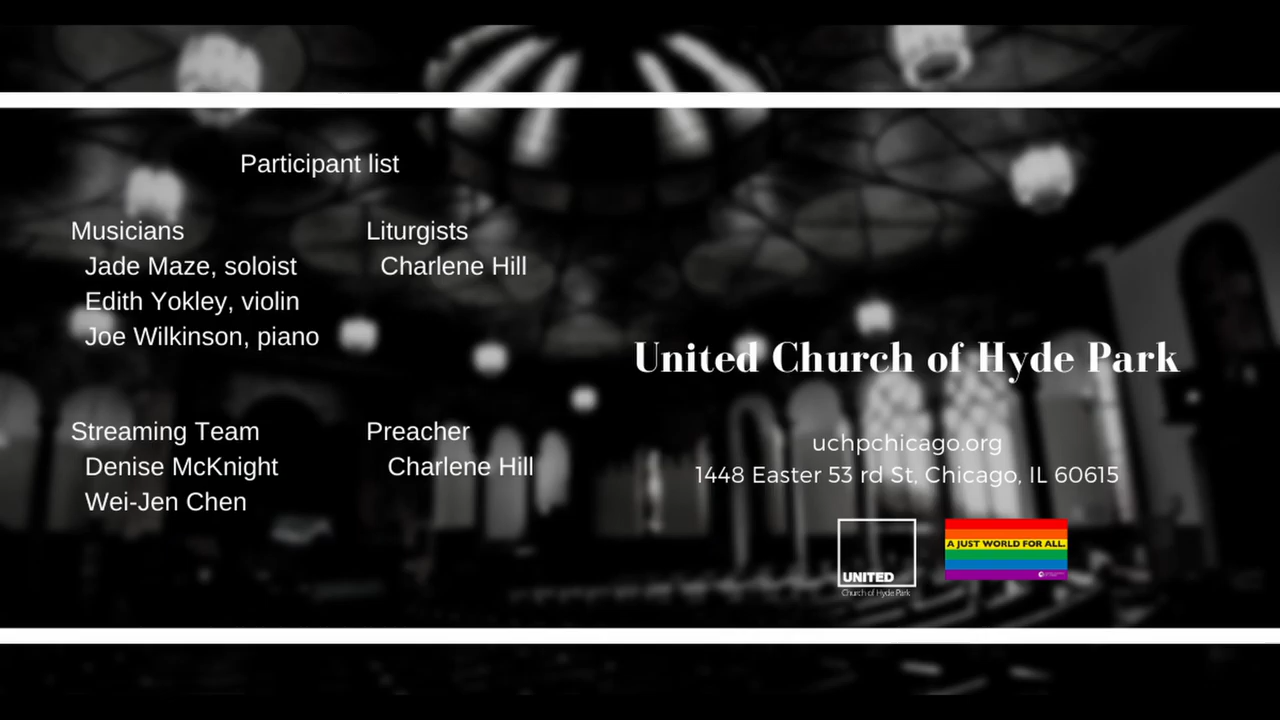 Participant list
Musicians
Jade Maze, soloist
Edith Yokley, violin
Joe Wilkinson, piano
Liturgists
Charlene Hill
Streaming Team
Denise McKnight
Wei-Jen Chen
Preacher
Charlene Hill
United Church of Hyde Park
uchpchicago.org
1448 Easter 53 rd St, Chicago, IL 60615
UNITED
Church of Hyde Park
A JUST WORLD FOR ALL.